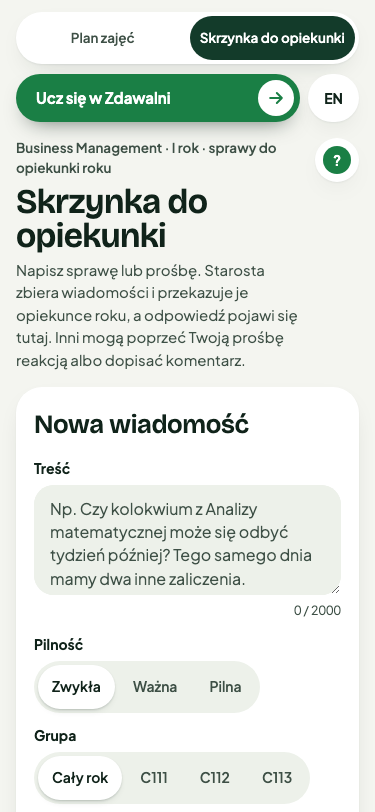 Plan zajęć
Skrzynka do opiekunki
Ucz się w Zdawalni
EN
Business Management · I rok · sprawy do
opiekunki roku
?
Skrzynka do
opiekunki
Napisz sprawę lub prośbę. Starosta
zbiera wiadomości i przekazuje je
opiekunce roku, a odpowiedź pojawi się
tutaj. Inni mogą poprzeć Twoją prośbę
reakcją albo dopisać komentarz.
Nowa wiadomość
Treść
Np. Czy kolokwium z Analizy
matematycznej może się odbyć
tydzień później? Tego samego dnia
mamy dwa inne zaliczenia.
0 / 2000
Pilność
Zwykła
Ważna
Pilna
Grupa
Cały rok
C111
C112
C113